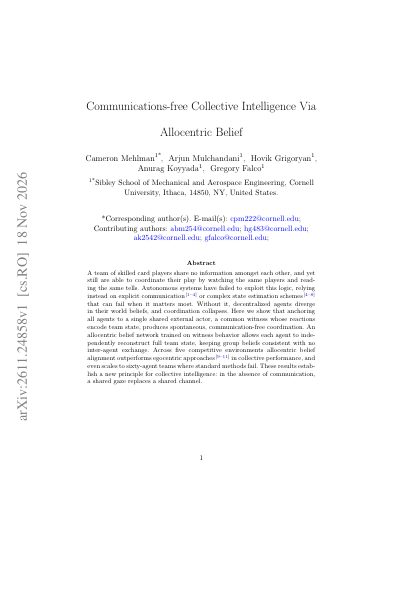 Communications-free Collective Intelligence Via
Allocentric Belief
Cameron Mehlman1*, Arjun Mulchandani1, Hovik Grigoryan1,
Anurag Koyyada1, Gregory Falco1
1*Sibley School of Mechanical and Aerospace Engineering, Cornell
University, Ithaca, 14850, NY, United States.
*Corresponding author(s). E-mail(s): cpm222@cornell.edu;
Contributing authors: abm254@cornell.edu; hg483@cornell.edu;
ak2542@cornell.edu; gfalco@cornell.edu;
Abstract
A team of skilled card players share no information amongst each other, and yet
still are able to coordinate their play by watching the same players and read-
ing the same tells. Autonomous systems have failed to exploit this logic, relying
instead on explicit communication or complex state estimation schemes
that can fail when it matters most. Without it, decentralized agents diverge
in their world beliefs, and coordination collapses. Here we show that anchoring
all agents to a single shared external actor, a common witness whose reactions
encode team state, produces spontaneous, communication-free coordination. An
allocentric belief network trained on witness behavior allows each agent to inde-
pendently reconstruct full team state, keeping group beliefs consistent with no
inter-agent exchange. Across five competitive environments allocentric belief
alignment outperforms egocentric approaches in collective performance, and
even scales to sixty-agent teams where standard methods fail. These results estab-
lish a new principle for collective intelligence: in the absence of communication,
a shared gaze replaces a shared channel.
1
arXiv:2611.24858v1 [cs.RO] 18 Nov 2026